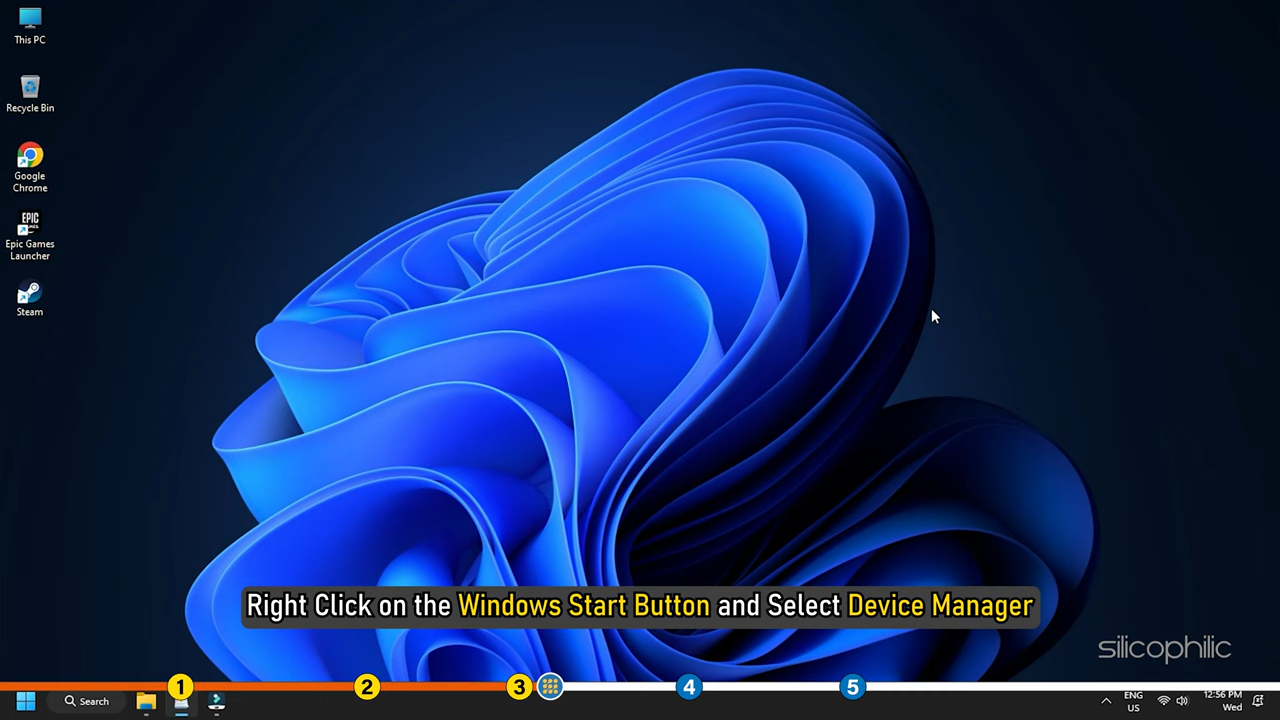 This PC
Recycle Bin
Google
Chrome
EPIC
Epic Games
Launcher
Steam
Right Click on the Windows Start Button and Select Device Manager
silicophilic
1
2
3
4
5
Search
ENG
US
12:56 PM
Wed